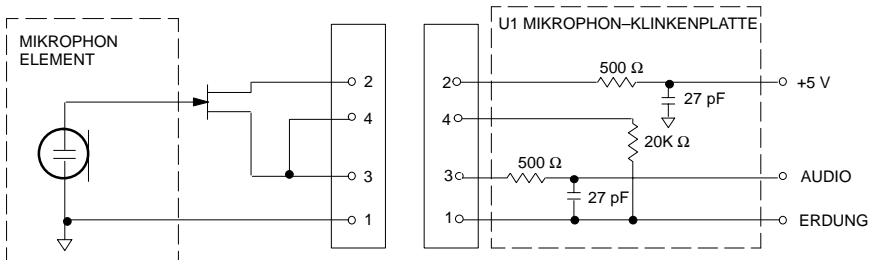 MIKROPHON
ELEMENT
2
4
3
1
U1 MIKROPHON–KLINKENPLATTE
2
500 Ω
+5 V
27 pF
4
20K Ω
500 Ω
3
AUDIO
27 pF
1
ERDUNG